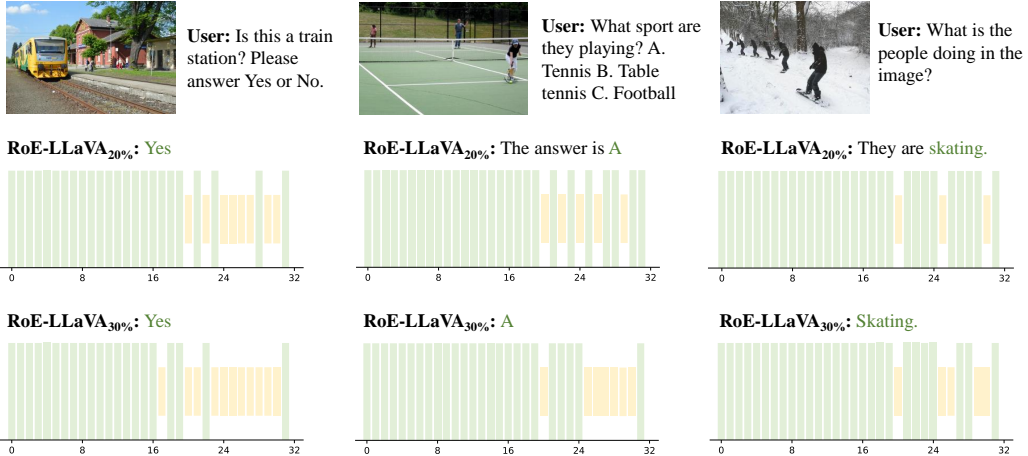 User: Is this a train
station? Please
answer Yes or No.
User: What sport are
they playing? A.
Tennis B. Table
tennis C. Football
User: What is the
people doing in the
image?
RoE-LLaVA20%: Yes
RoE-LLaVA20%: The answer is A
RoE-LLaVA20%: They are skating.
0 8 16 24 32
0 8 16 24 32
0 8 16 24 32
RoE-LLaVA30%: Yes
RoE-LLaVA30%: A
RoE-LLaVA30%: Skating.
0 8 16 24 32
0 8 16 24 32
0 8 16 24 32